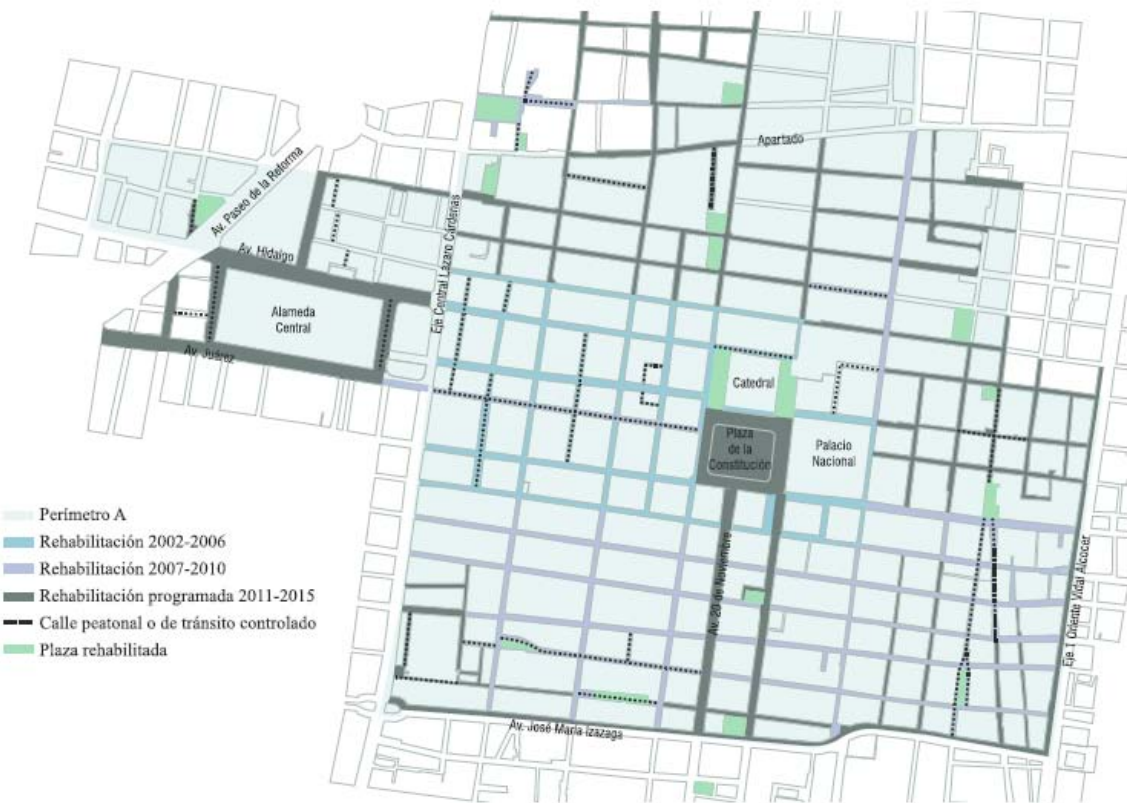 Apartado
Av. Paseo de la Reforma
Eje Central Lazaro Cárdenas
Av. Hidalgo
Alameda
Central
Av. Juárez
Catedral
Plaza
de la
Constitución
Palacio
Nacional
Perímetro A
Rehabilitación 2002-2006
Rehabilitación 2007-2010
Rehabilitación programada 2011-2015
Calle peatonal o de tránsito controlado
Plaza rehabilitada
Av. 20 de Noviembre
Eje 1 Oriente Vidal Alcocer
Av. José María Izazaga